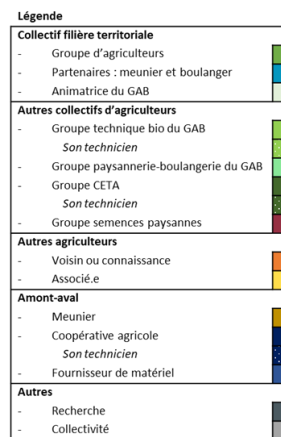 Légende
Collectif filière territoriale
- Groupe d'agriculteurs
- Partenaires : meunier et boulanger
- Animatrice du GAB
Autres collectifs d'agriculteurs
- Groupe technique bio du GAB
Son technicien
- Groupe paysannerie-boulangerie du GAB
- Groupe CETA
Son technicien
- Groupe semences paysannes
Autres agriculteurs
- Voisin ou connaissance
- Associé.e
Amont-aval
- Meunier
- Coopérative agricole
Son technicien
- Fournisseur de matériel
Autres
- Recherche
- Collectivité